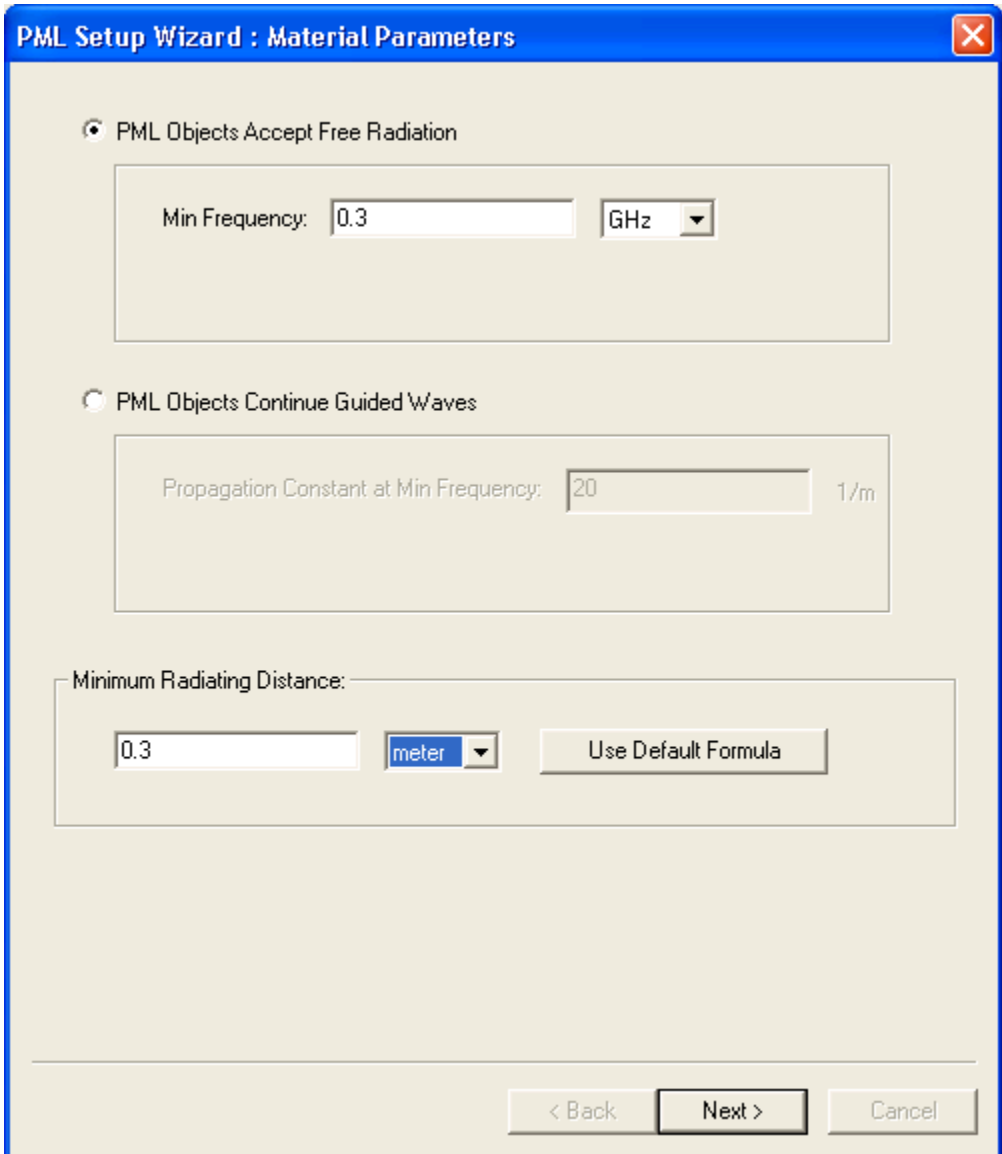 PML Setup Wizard : Material Parameters
PML Objects Accept Free Radiation
Min Frequency: 0.3 GHz
PML Objects Continue Guided Waves
Propagation Constant at Min Frequency: 20 1/m
Minimum Radiating Distance:
0.3 meter Use Default Formula
< Back Next > Cancel